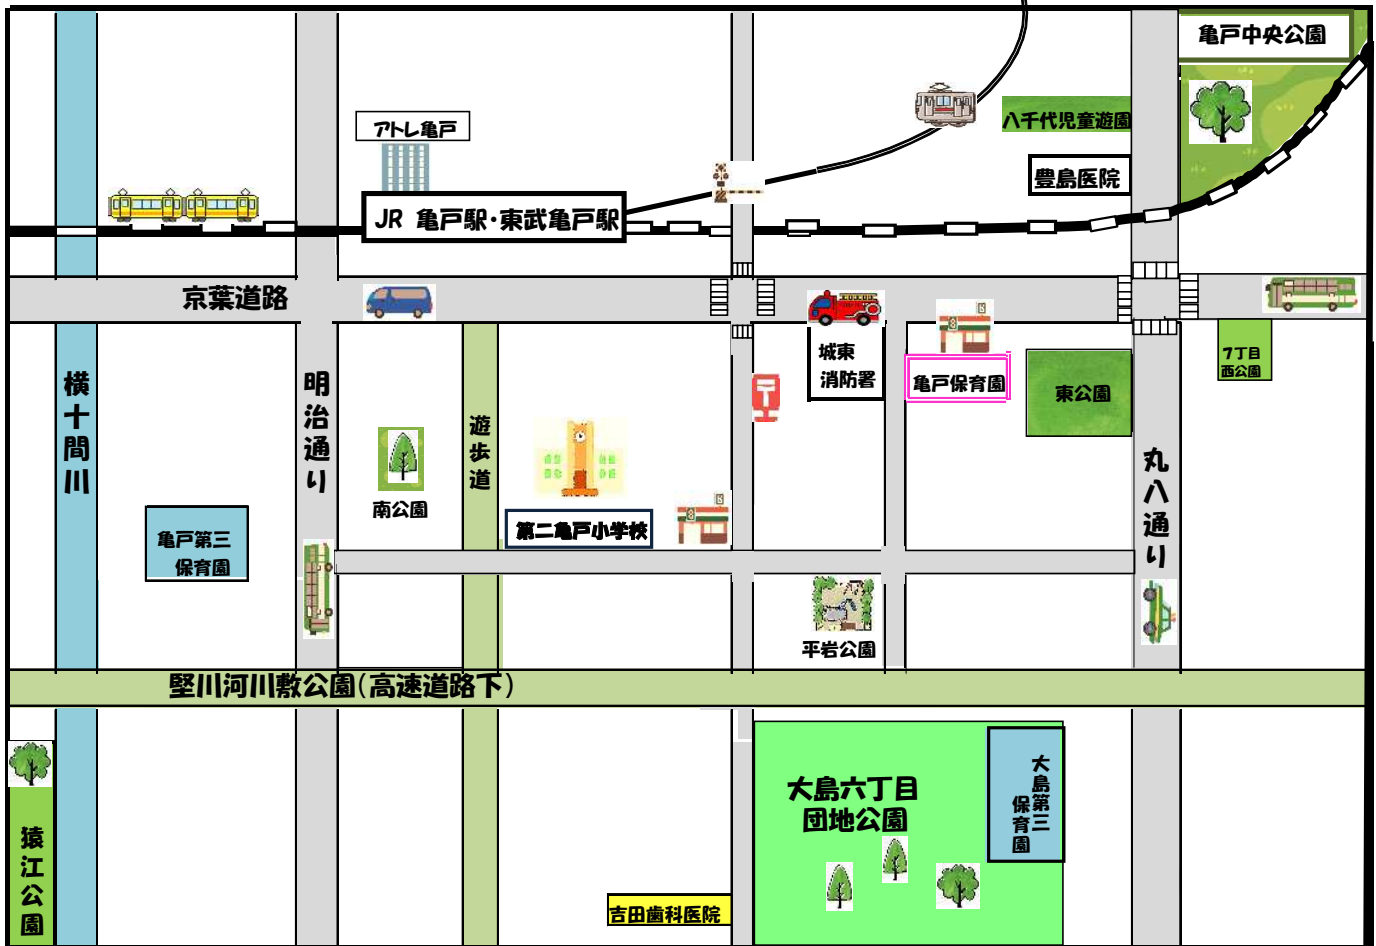 亀戸中央公園
アトレ亀戸
八千代児童遊園
豊島医院
JR 亀戸駅・東武亀戸駅
京葉道路
城東
消防署
亀戸保育園
東公園
7丁目
西公園
横十間川
明治通り
遊歩道
南公園
第二亀戸小学校
丸八通り
亀戸第三
保育園
平岩公園
竪川河川敷公園(高速道路下)
猿江公園
大島六丁目
団地公園
大島第三
保育園
吉田歯科医院